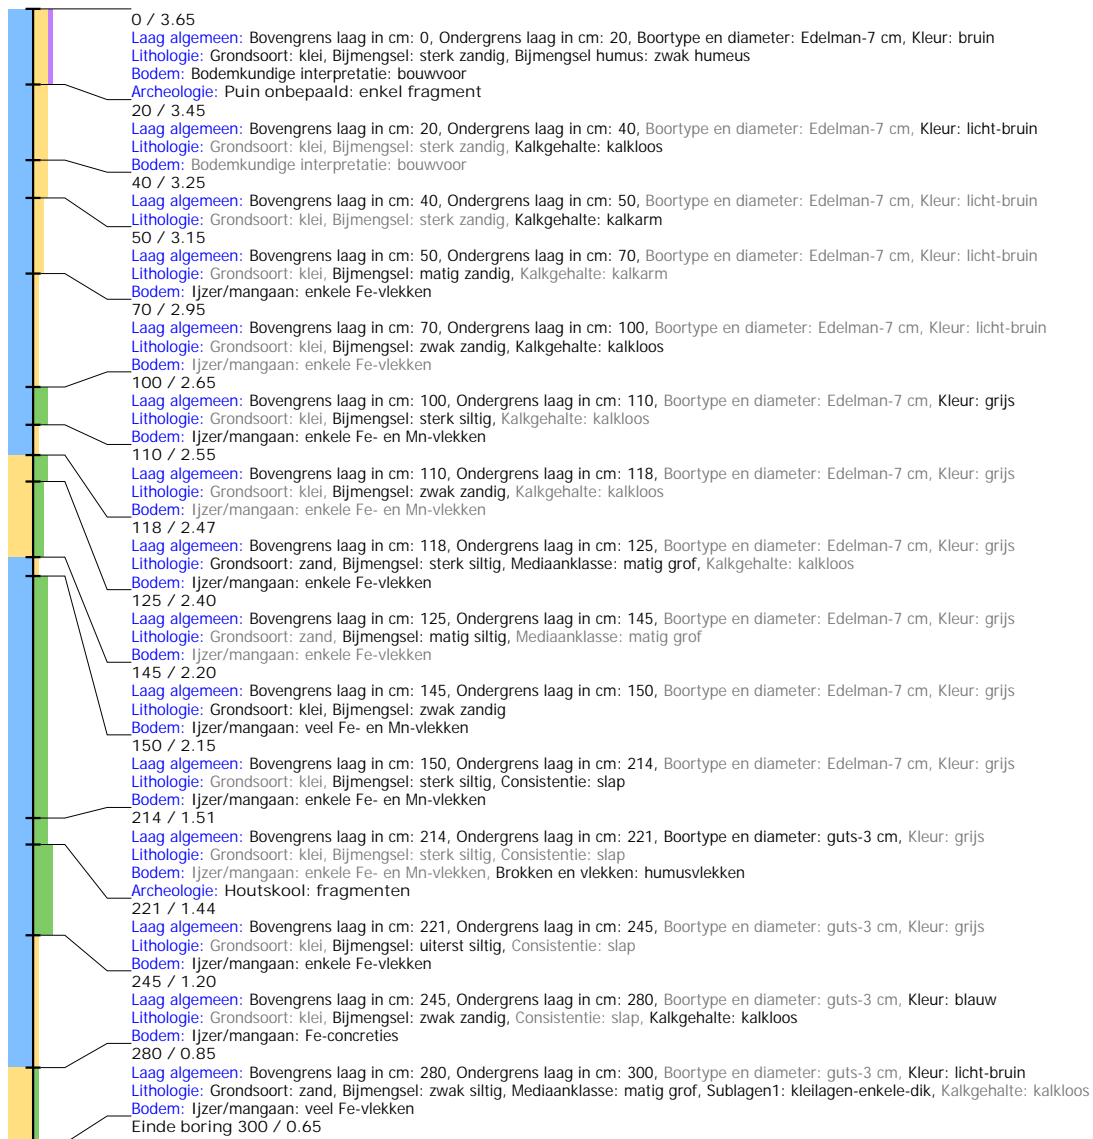 0 / 3.65
Laag algemeen: Bovengrens laag in cm: 0, Ondergrens laag in cm: 20, Boortype en diameter: Edelman-7 cm, Kleur: bruin
Lithologie: Grondsoort: klei, Bijmengsel: sterk zandig, Bijmengsel humus: zwak humeus
Bodem: Bodemkundige interpretatie: bouwvoor
Archeologie: Puin onbepaald: enkel fragment
20 / 3.45
Laag algemeen: Bovengrens laag in cm: 20, Ondergrens laag in cm: 40, Boortype en diameter: Edelman-7 cm, Kleur: licht-bruin
Lithologie: Grondsoort: klei, Bijmengsel: sterk zandig, Kalkgehalte: kalkloos
Bodem: Bodemkundige interpretatie: bouwvoor
40 / 3.25
Laag algemeen: Bovengrens laag in cm: 40, Ondergrens laag in cm: 50, Boortype en diameter: Edelman-7 cm, Kleur: licht-bruin
Lithologie: Grondsoort: klei, Bijmengsel: sterk zandig, Kalkgehalte: kalkarm
50 / 3.15
Laag algemeen: Bovengrens laag in cm: 50, Ondergrens laag in cm: 70, Boortype en diameter: Edelman-7 cm, Kleur: licht-bruin
Lithologie: Grondsoort: klei, Bijmengsel: matig zandig, Kalkgehalte: kalkarm
Bodem: Ijzer/mangaan: enkele Fe-vlekken
70 / 2.95
Laag algemeen: Bovengrens laag in cm: 70, Ondergrens laag in cm: 100, Boortype en diameter: Edelman-7 cm, Kleur: licht-bruin
Lithologie: Grondsoort: klei, Bijmengsel: zwak zandig, Kalkgehalte: kalkloos
Bodem: Ijzer/mangaan: enkele Fe-vlekken
100 / 2.65
Laag algemeen: Bovengrens laag in cm: 100, Ondergrens laag in cm: 110, Boortype en diameter: Edelman-7 cm, Kleur: grijs
Lithologie: Grondsoort: klei, Bijmengsel: sterk siltig, Kalkgehalte: kalkloos
Bodem: Ijzer/mangaan: enkele Fe- en Mn-vlekken
110 / 2.55
Laag algemeen: Bovengrens laag in cm: 110, Ondergrens laag in cm: 118, Boortype en diameter: Edelman-7 cm, Kleur: grijs
Lithologie: Grondsoort: klei, Bijmengsel: zwak zandig, Kalkgehalte: kalkloos
Bodem: Ijzer/mangaan: enkele Fe- en Mn-vlekken
118 / 2.47
Laag algemeen: Bovengrens laag in cm: 118, Ondergrens laag in cm: 125, Boortype en diameter: Edelman-7 cm, Kleur: grijs
Lithologie: Grondsoort: zand, Bijmengsel: sterk siltig, Mediaanklasse: matig grof, Kalkgehalte: kalkloos
Bodem: Ijzer/mangaan: enkele Fe-vlekken
125 / 2.40
Laag algemeen: Bovengrens laag in cm: 125, Ondergrens laag in cm: 145, Boortype en diameter: Edelman-7 cm, Kleur: grijs
Lithologie: Grondsoort: zand, Bijmengsel: matig siltig, Mediaanklasse: matig grof
Bodem: Ijzer/mangaan: enkele Fe-vlekken
145 / 2.20
Laag algemeen: Bovengrens laag in cm: 145, Ondergrens laag in cm: 150, Boortype en diameter: Edelman-7 cm, Kleur: grijs
Lithologie: Grondsoort: klei, Bijmengsel: zwak zandig
Bodem: Ijzer/mangaan: veel Fe- en Mn-vlekken
150 / 2.15
Laag algemeen: Bovengrens laag in cm: 150, Ondergrens laag in cm: 214, Boortype en diameter: Edelman-7 cm, Kleur: grijs
Lithologie: Grondsoort: klei, Bijmengsel: sterk siltig, Consistentie: slap
Bodem: Ijzer/mangaan: enkele Fe- en Mn-vlekken
214 / 1.51
Laag algemeen: Bovengrens laag in cm: 214, Ondergrens laag in cm: 221, Boortype en diameter: guts-3 cm, Kleur: grijs
Lithologie: Grondsoort: klei, Bijmengsel: sterk siltig, Consistentie: slap
Bodem: Ijzer/mangaan: enkele Fe- en Mn-vlekken, Brokken en vlekken: humusvlekken
Archeologie: Houtskool: fragmenten
221 / 1.44
Laag algemeen: Bovengrens laag in cm: 221, Ondergrens laag in cm: 245, Boortype en diameter: guts-3 cm, Kleur: grijs
Lithologie: Grondsoort: klei, Bijmengsel: uiterst siltig, Consistentie: slap
Bodem: Ijzer/mangaan: enkele Fe-vlekken
245 / 1.20
Laag algemeen: Bovengrens laag in cm: 245, Ondergrens laag in cm: 280, Boortype en diameter: guts-3 cm, Kleur: blauw
Lithologie: Grondsoort: klei, Bijmengsel: zwak zandig, Consistentie: slap, Kalkgehalte: kalkloos
Bodem: Ijzer/mangaan: Fe-concreties
280 / 0.85
Laag algemeen: Bovengrens laag in cm: 280, Ondergrens laag in cm: 300, Boortype en diameter: guts-3 cm, Kleur: licht-bruin
Lithologie: Grondsoort: zand, Bijmengsel: zwak siltig, Mediaanklasse: matig grof, Sublagen1: kleilagen-enkele-dik, Kalkgehalte: kalkloos
Bodem: Ijzer/mangaan: veel Fe-vlekken
Einde boring 300 / 0.65